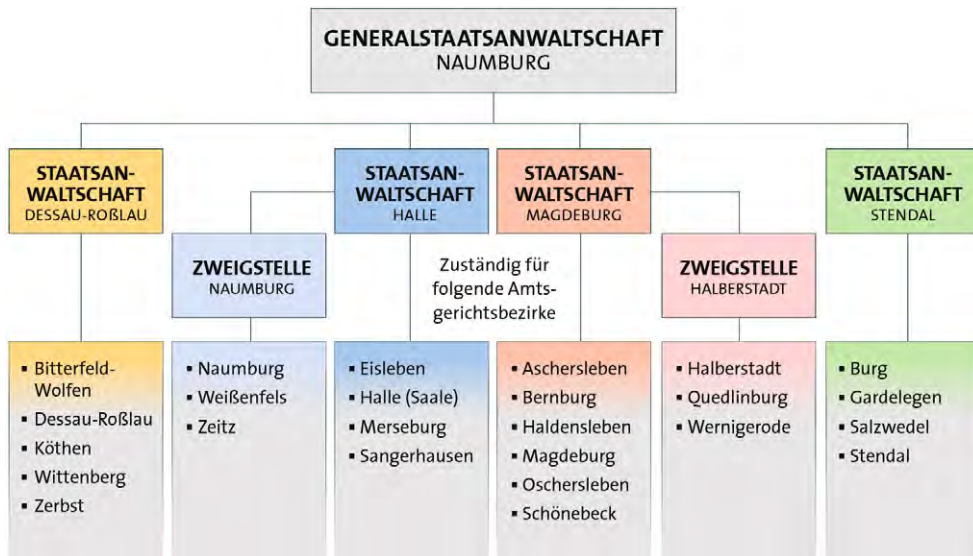 GENERALSTAATSANWALTSCHAFT
NAUMBURG
STAATSAN-
WALTSCHAFT
DESSAU-ROßLAU
STAATSAN-
WALTSCHAFT
HALLE
STAATSAN-
WALTSCHAFT
MAGDEBURG
STAATSAN-
WALTSCHAFT
STENDAL
ZWEIGSTELLE
NAUMBURG
Zuständig für
folgende Amts-
gerichtsbezirke
ZWEIGSTELLE
HALBERSTADT
▪ Bitterfeld-
Wolfen
▪ Dessau-Roßlau
▪ Köthen
▪ Wittenberg
▪ Zerbst
▪ Naumburg
▪ Weißenfels
▪ Zeitz
▪ Eisleben
▪ Halle (Saale)
▪ Merseburg
▪ Sangerhausen
▪ Aschersleben
▪ Bernburg
▪ Haldensleben
▪ Magdeburg
▪ Oschersleben
▪ Schönebeck
▪ Halberstadt
▪ Quedlinburg
▪ Wernigerode
▪ Burg
▪ Gardelegen
▪ Salzwedel
▪ Stendal